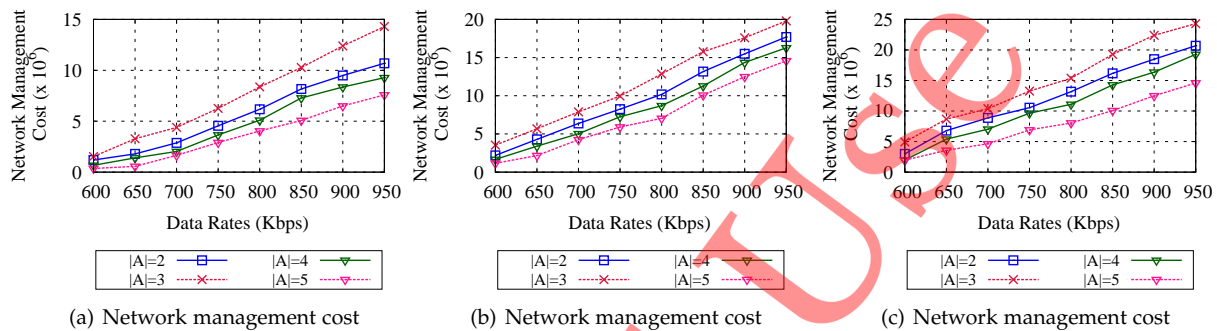 15
10
5
0
600 650 700 750 800 850 900 950
Network Management
Cost (x 10⁶)
Data Rates (Kbps)
|A|=2
|A|=3
|A|=4
|A|=5
(a) Network management cost
20
15
10
5
0
600 650 700 750 800 850 900 950
Network Management
Cost (x 10⁶)
Data Rates (Kbps)
|A|=2
|A|=3
|A|=4
|A|=5
(b) Network management cost
25
20
15
10
5
0
600 650 700 750 800 850 900 950
Network Management
Cost (x 10⁶)
Data Rates (Kbps)
|A|=2
|A|=3
|A|=4
|A|=5
(c) Network management cost
Use